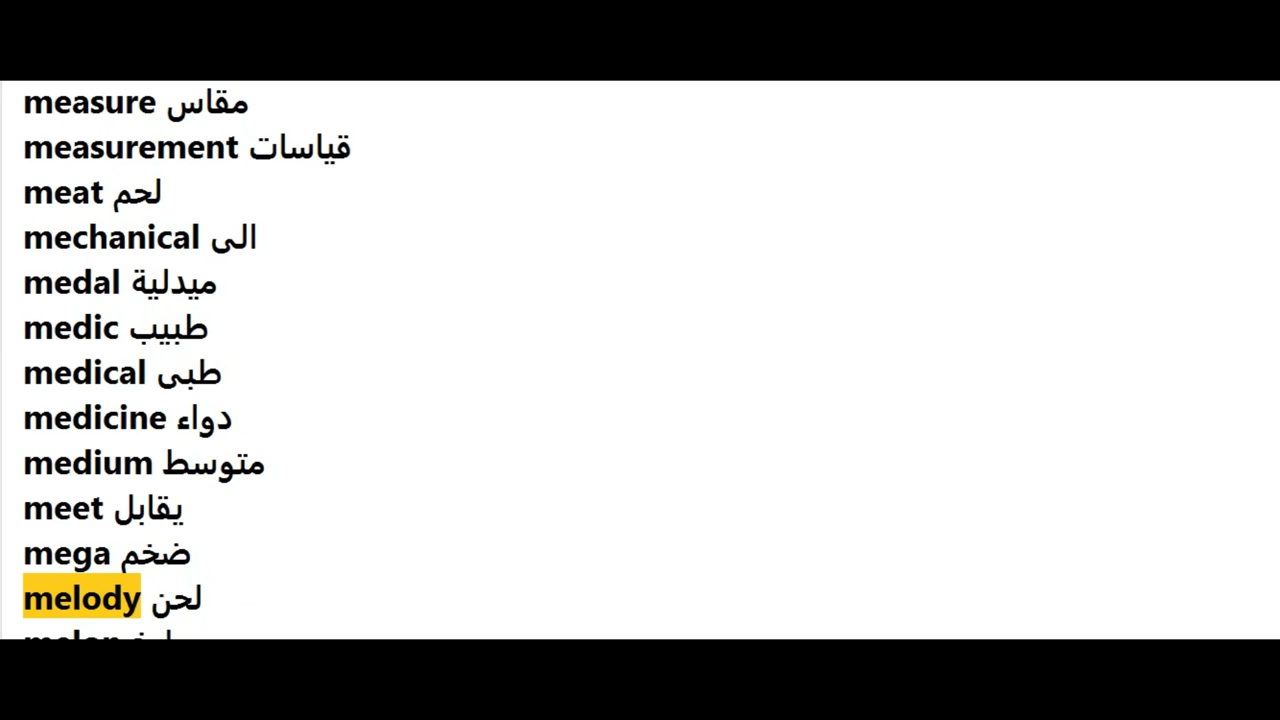 measure مقاس
measurement قياسات
meat لحم
mechanical الى
medal ميدلية
medic طبيب
medical طبى
medicine دواء
medium متوسط
meet يقابل
mega ضخم
melody لحن
melon